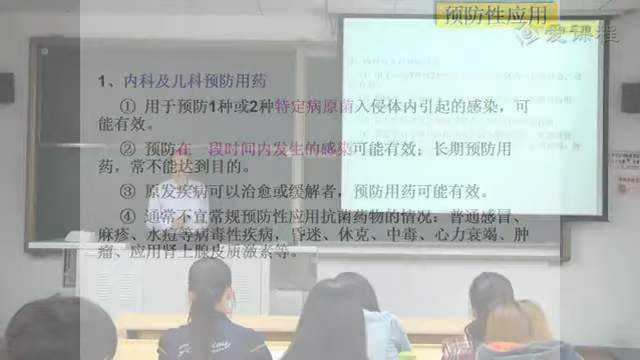 预防性应用
爱课程
1、内科及儿科预防用药
① 用于预防1种或2种特定病原菌入侵体内引起的感染，可
能有效。
② 预防在一段时间内发生的感染可能有效；长期预防用
药，常不能达到目的。
③ 原发疾病可以治愈或缓解者，预防用药可能有效。
④ 通常不宜常规预防性应用抗菌药物的情况：普通感冒、
麻疹、水痘等病毒性疾病，昏迷、休克、中毒、心力衰竭、肿
瘤、应用肾上腺皮质激素等。